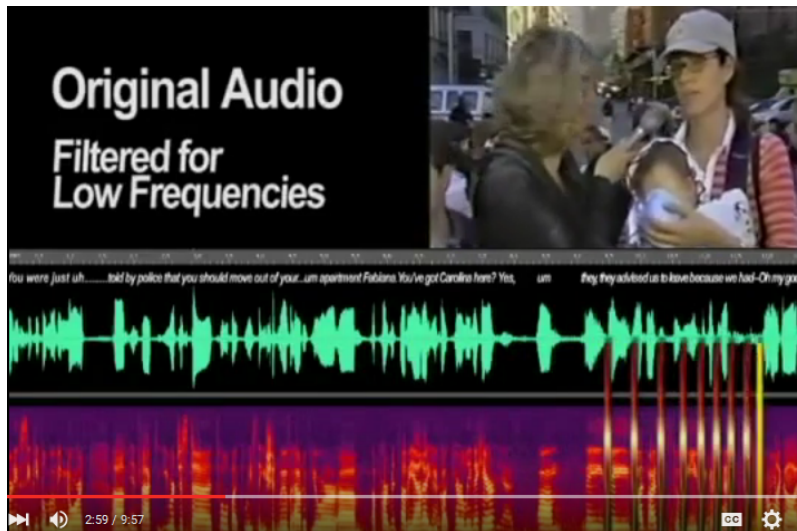 Original Audio
Filtered for
Low Frequencies
You were just uh.........told by police that you should move out of your...um apartment Fabiana. You've got Carolina here? Yes, um they, they advised us to leave because we had--Oh my goo
2:59 / 9:57
CC